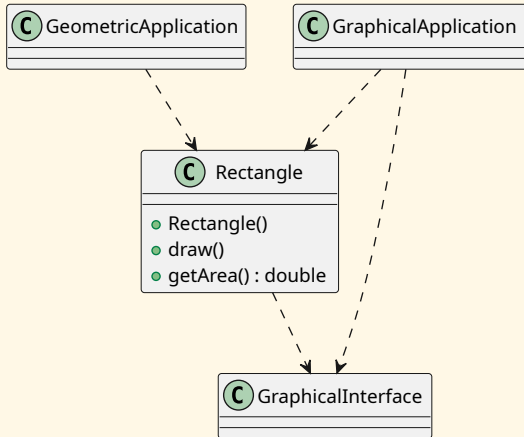 C GeometricApplication
C GraphicalApplication
C Rectangle
Rectangle()
draw()
getArea() : double
C GraphicalInterface